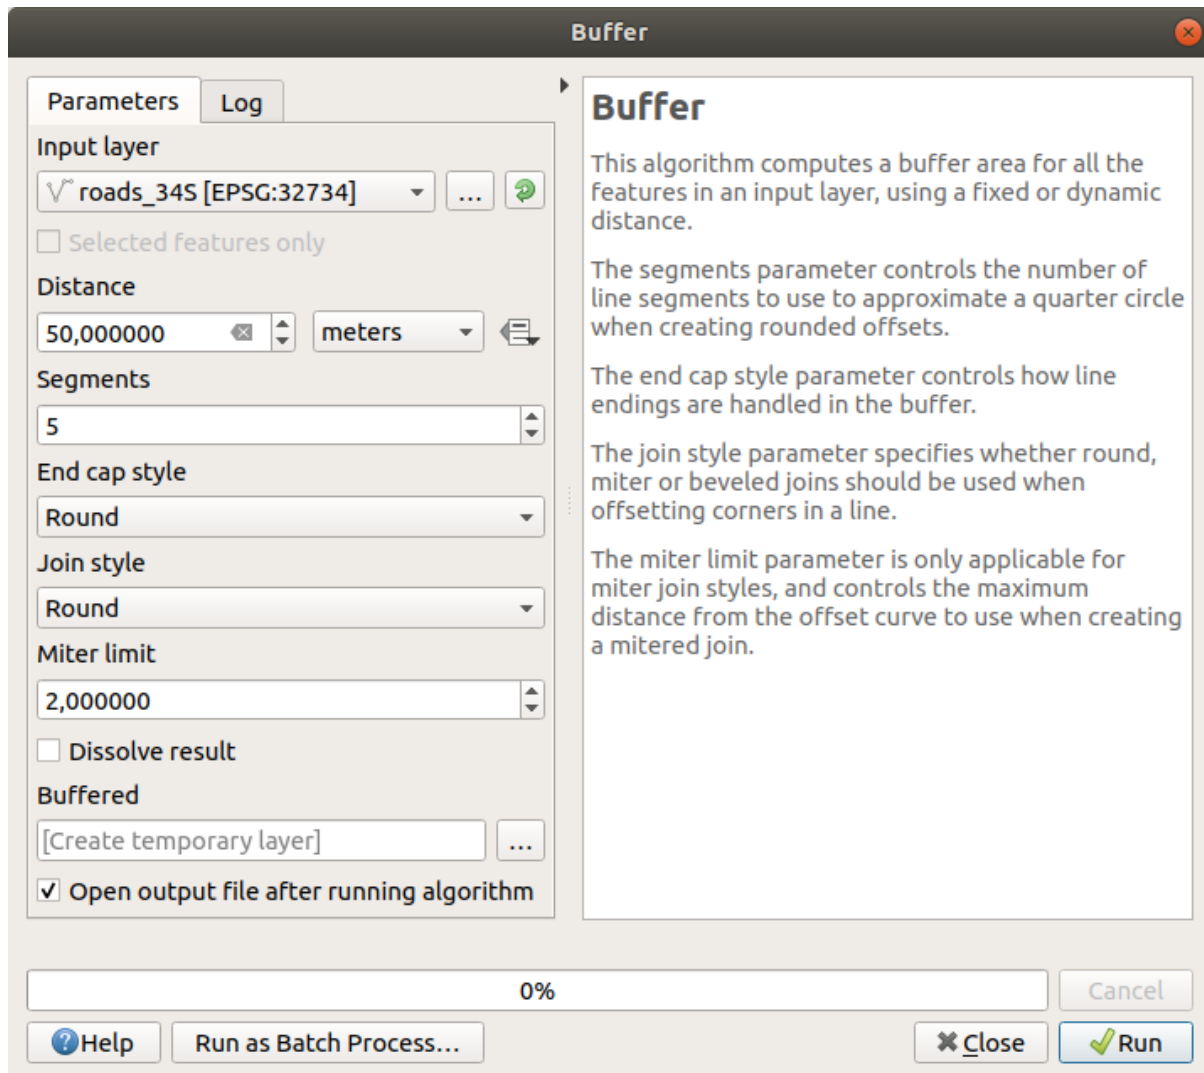 Buffer
Parameters
Log
Input layer
roads_34S [EPSG:32734]
...
Selected features only
Distance
50,000000
meters
Segments
5
End cap style
Round
Join style
Round
Miter limit
2,000000
Dissolve result
Buffered
[Create temporary layer]
...
Open output file after running algorithm
Buffer
This algorithm computes a buffer area for all the
features in an input layer, using a fixed or dynamic
distance.
The segments parameter controls the number of
line segments to use to approximate a quarter circle
when creating rounded offsets.
The end cap style parameter controls how line
endings are handled in the buffer.
The join style parameter specifies whether round,
miter or beveled joins should be used when
offsetting corners in a line.
The miter limit parameter is only applicable for
miter join styles, and controls the maximum
distance from the offset curve to use when creating
a mitered join.
0%
Cancel
Help
Run as Batch Process...
Close
Run